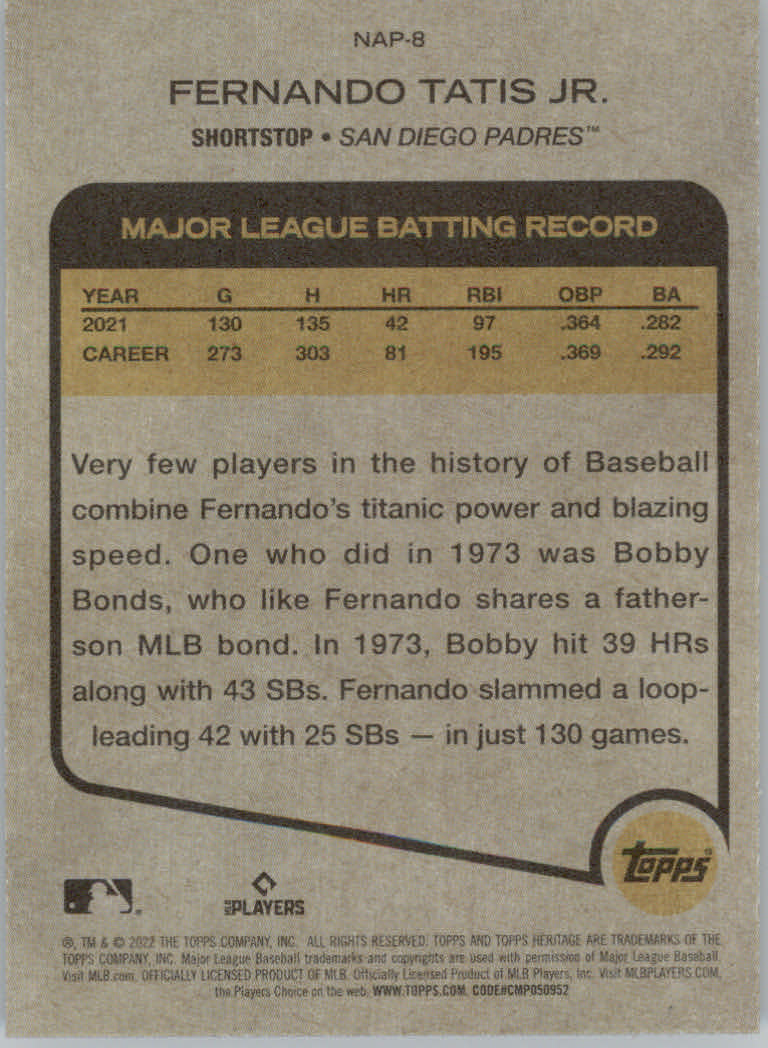 NAP-8
FERNANDO TATIS JR.
SHORTSTOP • SAN DIEGO PADRES™
MAJOR LEAGUE BATTING RECORD
YEAR G H HR RBI OBP BA
2021 130 135 42 97 .364 .282
CAREER 273 303 81 195 .369 .292
Very few players in the history of Baseball
combine Fernando's titanic power and blazing
speed. One who did in 1973 was Bobby
Bonds, who like Fernando shares a father-
son MLB bond. In 1973, Bobby hit 39 HRs
along with 43 SBs. Fernando slammed a loop-
leading 42 with 25 SBs — in just 130 games.
topps®
PLAYERS
®, TM & © 2022 THE TOPPS COMPANY, INC. ALL RIGHTS RESERVED. TOPPS AND TOPPS HERITAGE ARE TRADEMARKS OF THE
TOPPS COMPANY, INC. Major League Baseball trademarks and copyrights are used with permission of Major League Baseball.
Visit MLB.com. OFFICIALLY LICENSED PRODUCT OF MLB. Officially Licensed Product of MLB Players, Inc. Visit MLBPLAYERS.COM,
the Players Choice on the web. WWW.TOPPS.COM. CODE#CMP050952